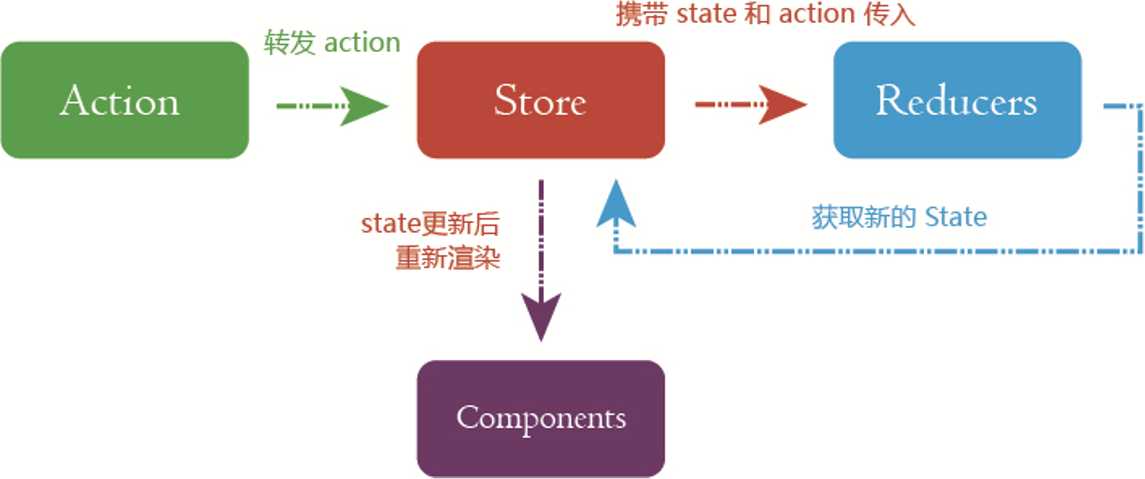 携带 state 和 action 传入
转发 action
Action
Store
Reducers
state更新后
重新渲染
获取新的 State
Components